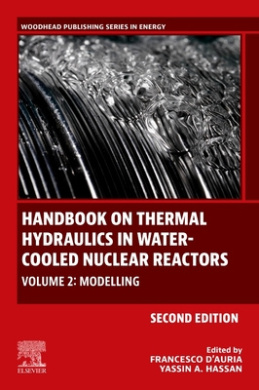 WOODHEAD PUBLISHING SERIES IN ENERGY
HANDBOOK ON THERMAL
HYDRAULICS IN WATER-
COOLED NUCLEAR REACTORS
VOLUME 2: MODELLING
SECOND EDITION
Edited by
FRANCESCO D'AURIA
YASSIN A. HASSAN
ELSEVIER